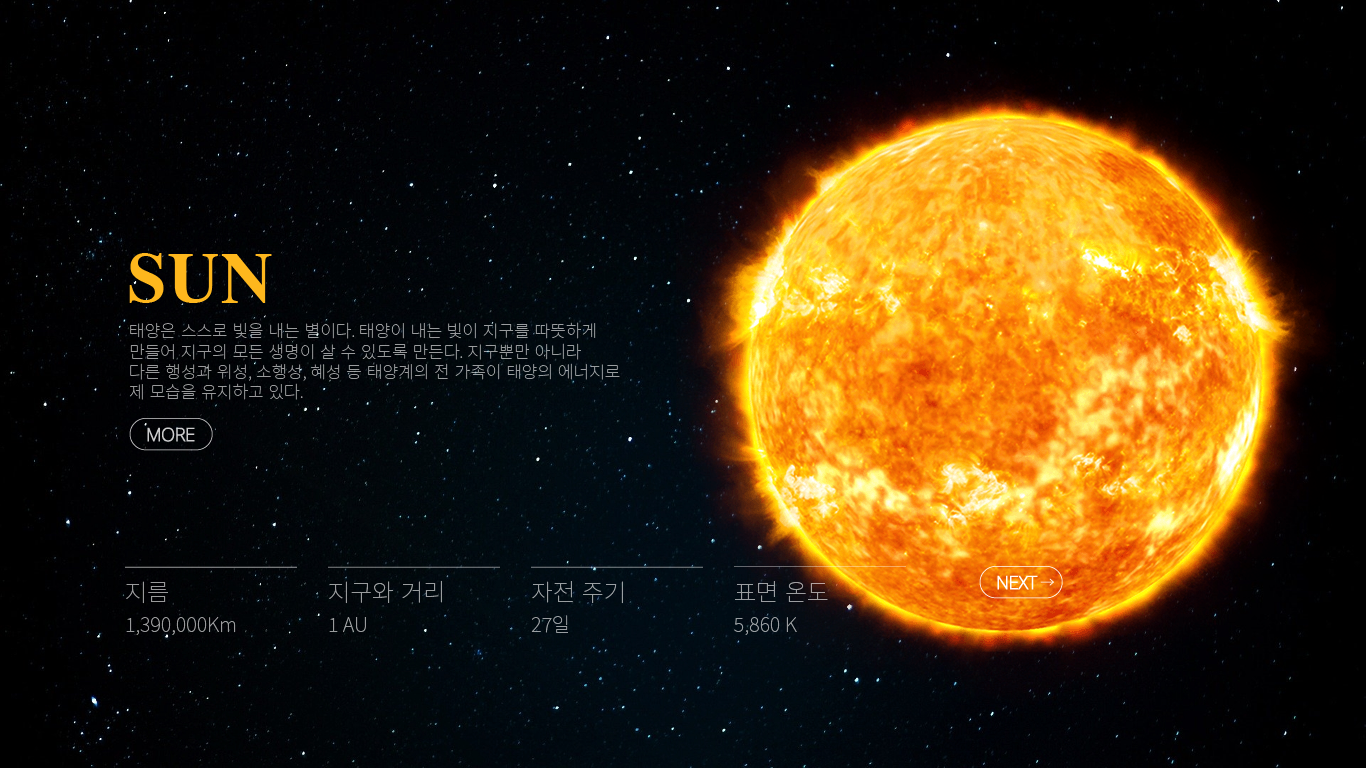 SUN
태양은 스스로 빛을 내는 별이다. 태양이 내는 빛이 지구를 따뜻하게
만들어 지구의 모든 생명이 살 수 있도록 만든다. 지구뿐만 아니라
다른 행성과 위성, 소행성, 혜성 등 태양계의 전 가족이 태양의 에너지로
제 모습을 유지하고 있다.
MORE
지름
1,390,000Km
지구와 거리
1 AU
자전 주기
27일
표면 온도
5,860 K
NEXT→